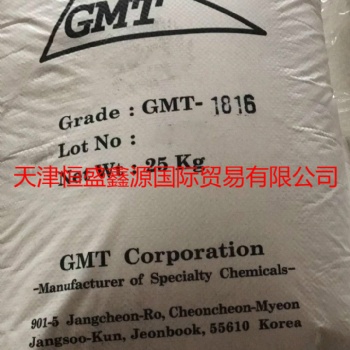 GMT
Grade : GMT- 1816
Lot No :
Net Wt : 25 Kg
天津恒盛鑫源国际贸易有限公司
GMT Corporation
-Manufacturer of Specialty Chemicals-
901-5 Jangcheon-Ro, Cheoncheon-Myeon
Jangsoo-Kun, Jeonbook, 55610 Korea